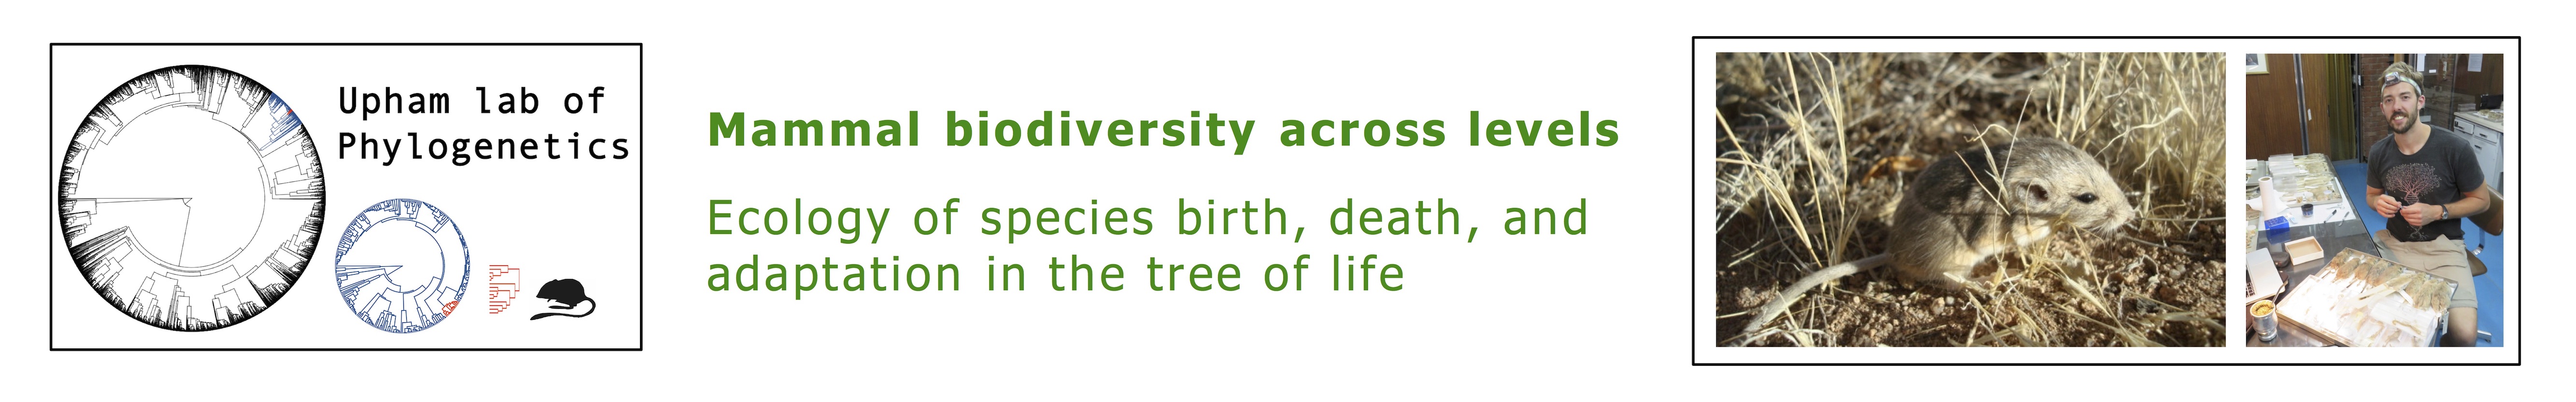 Upham lab of
Phylogenetics
Mammal biodiversity across levels
Ecology of species birth, death, and
adaptation in the tree of life